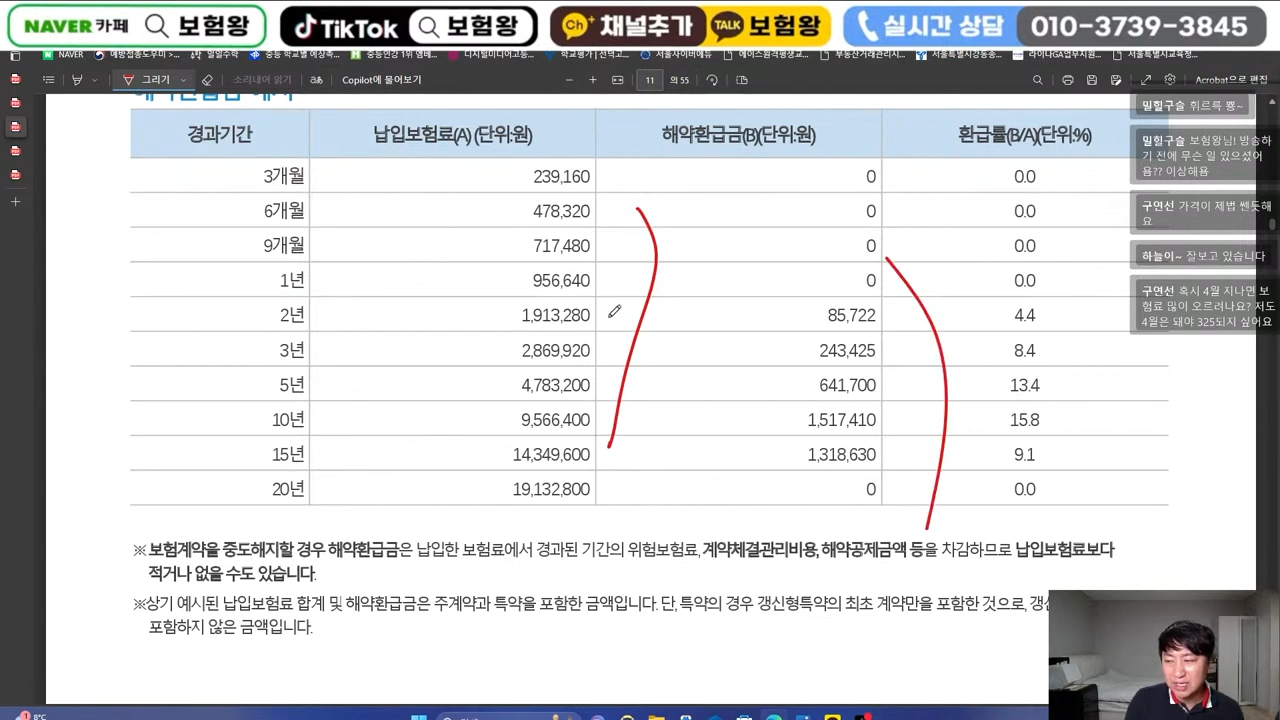 NAVER 카페 보험왕 TikTok 보험왕 Ch+ 채널추가 TALK 보험왕 실시간 상담 010-3739-3845
NAVER
그리기 소리내어 읽기 Copilot에 물어보기 11 의 55 Acrobat으로 편집
경과기간 납입보험료(A) (단위:원) 해약환급금(B)(단위:원) 환급률(B/A)(단위:%)
3개월 239,160 0 0.0
6개월 478,320 0 0.0
9개월 717,480 0 0.0
1년 956,640 0 0.0
2년 1,913,280 85,722 4.4
3년 2,869,920 243,425 8.4
5년 4,783,200 641,700 13.4
10년 9,566,400 1,517,410 15.8
15년 14,349,600 1,318,630 9.1
20년 19,132,800 0 0.0
※ 보험계약을 중도해지할 경우 해약환급금은 납입한 보험료에서 경과된 기간의 위험보험료, 계약체결관리비용, 해약공제금액 등을 차감하므로 납입보험료보다
적거나 없을 수도 있습니다.
※상기 예시된 납입보험료 합계 및 해약환급금은 주계약과 특약을 포함한 금액입니다. 단, 특약의 경우 갱신형특약의 최초 계약만을 포함한 것으로,
포함하지 않은 금액입니다.
밀힐구슬 휘르륵 뿅~
밀힐구슬 보험왕님! 방송하
기 전에 무슨 일 있으셨어
욤?? 이상해욤
구연선 가격이 제법 쎈듯해
요
하늘이~ 잘보고 있습니다
구연선 혹시 4월 지나면 보
험료 많이 오르려나요? 저도
4월은 돼야 325되지 싶어요
8℃